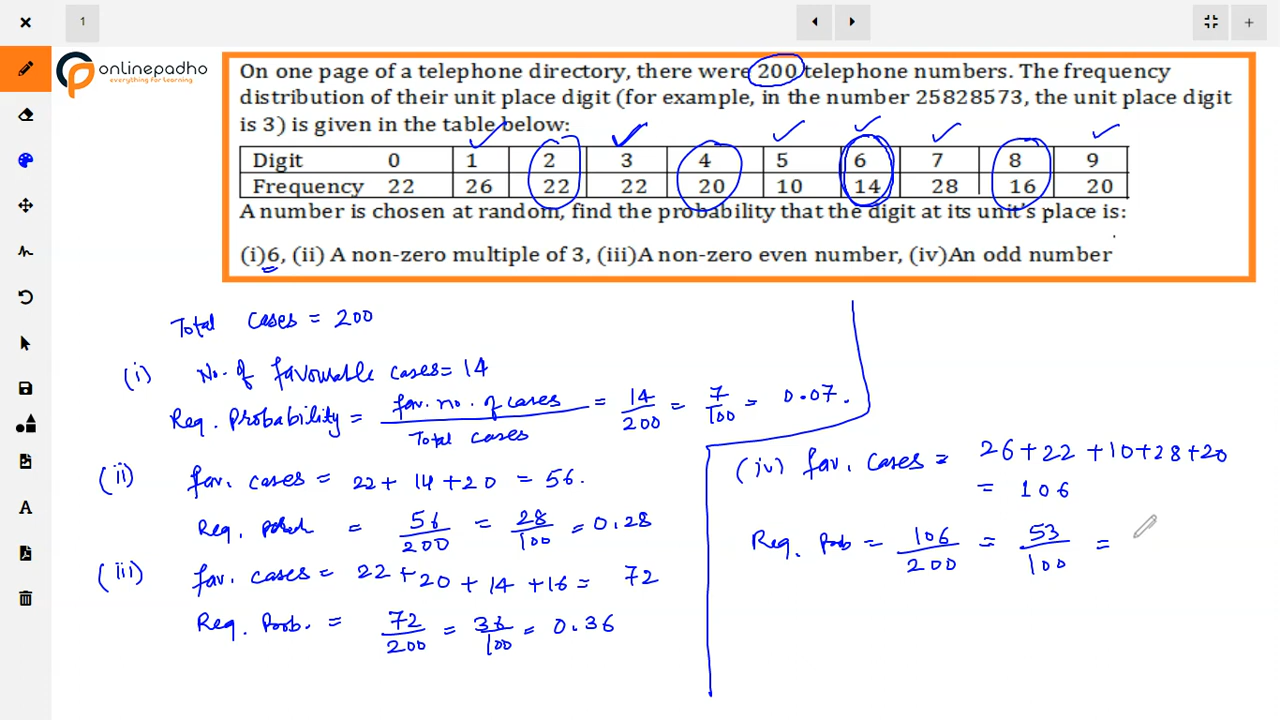 1
onlinepadho
everything for learning
On one page of a telephone directory, there were 200 telephone numbers. The frequency
distribution of their unit place digit (for example, in the number 25828573, the unit place digit
is 3) is given in the table below:
Digit 0 1 2 3 4 5 6 7 8 9
Frequency 22 26 22 22 20 10 14 28 16 20
A number is chosen at random, find the probability that the digit at its unit's place is:
(i)6, (ii) A non-zero multiple of 3, (iii)A non-zero even number, (iv)An odd number
Total cases = 200
(i) No. of favourable cases = 14
Req. Probability = fav. no. of cases / Total cases = 14/200 = 7/100 = 0.07.
(ii) fav. cases = 22 + 14 + 20 = 56.
Req. = 56/200 = 28/100 = 0.28
(iii) fav. cases = 22 + 20 + 14 + 16 = 72
Req. Prob. = 72/200 = 36/100 = 0.36
(iv) fav. cases = 26 + 22 + 10 + 28 + 20
= 106
Req. Prob = 106/200 = 53/100 =